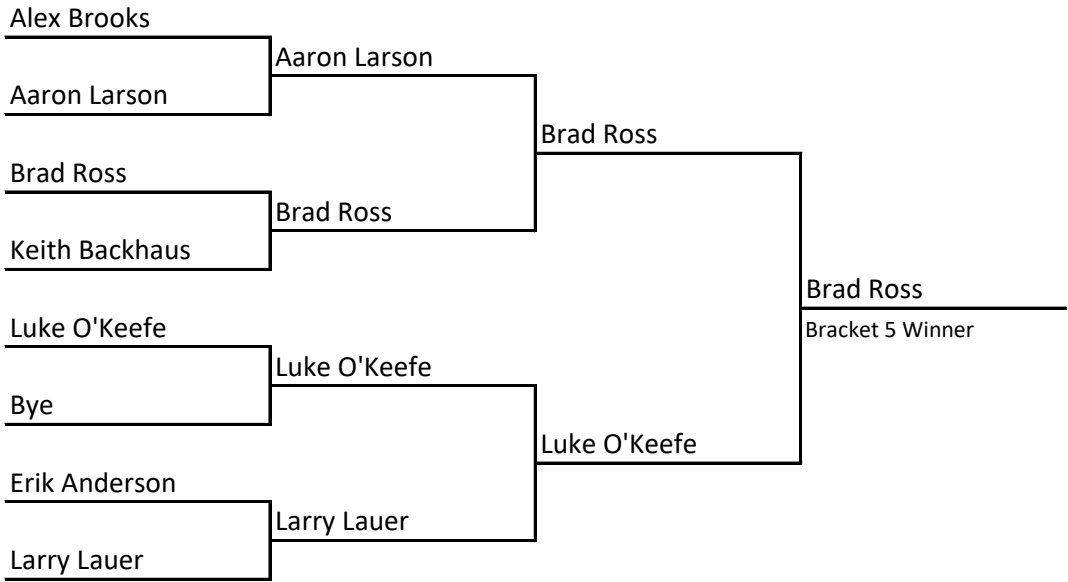 Alex Brooks
Aaron Larson
Aaron Larson
Brad Ross
Brad Ross
Brad Ross
Keith Backhaus
Brad Ross
Bracket 5 Winner
Luke O'Keefe
Luke O'Keefe
Bye
Luke O'Keefe
Erik Anderson
Larry Lauer
Larry Lauer